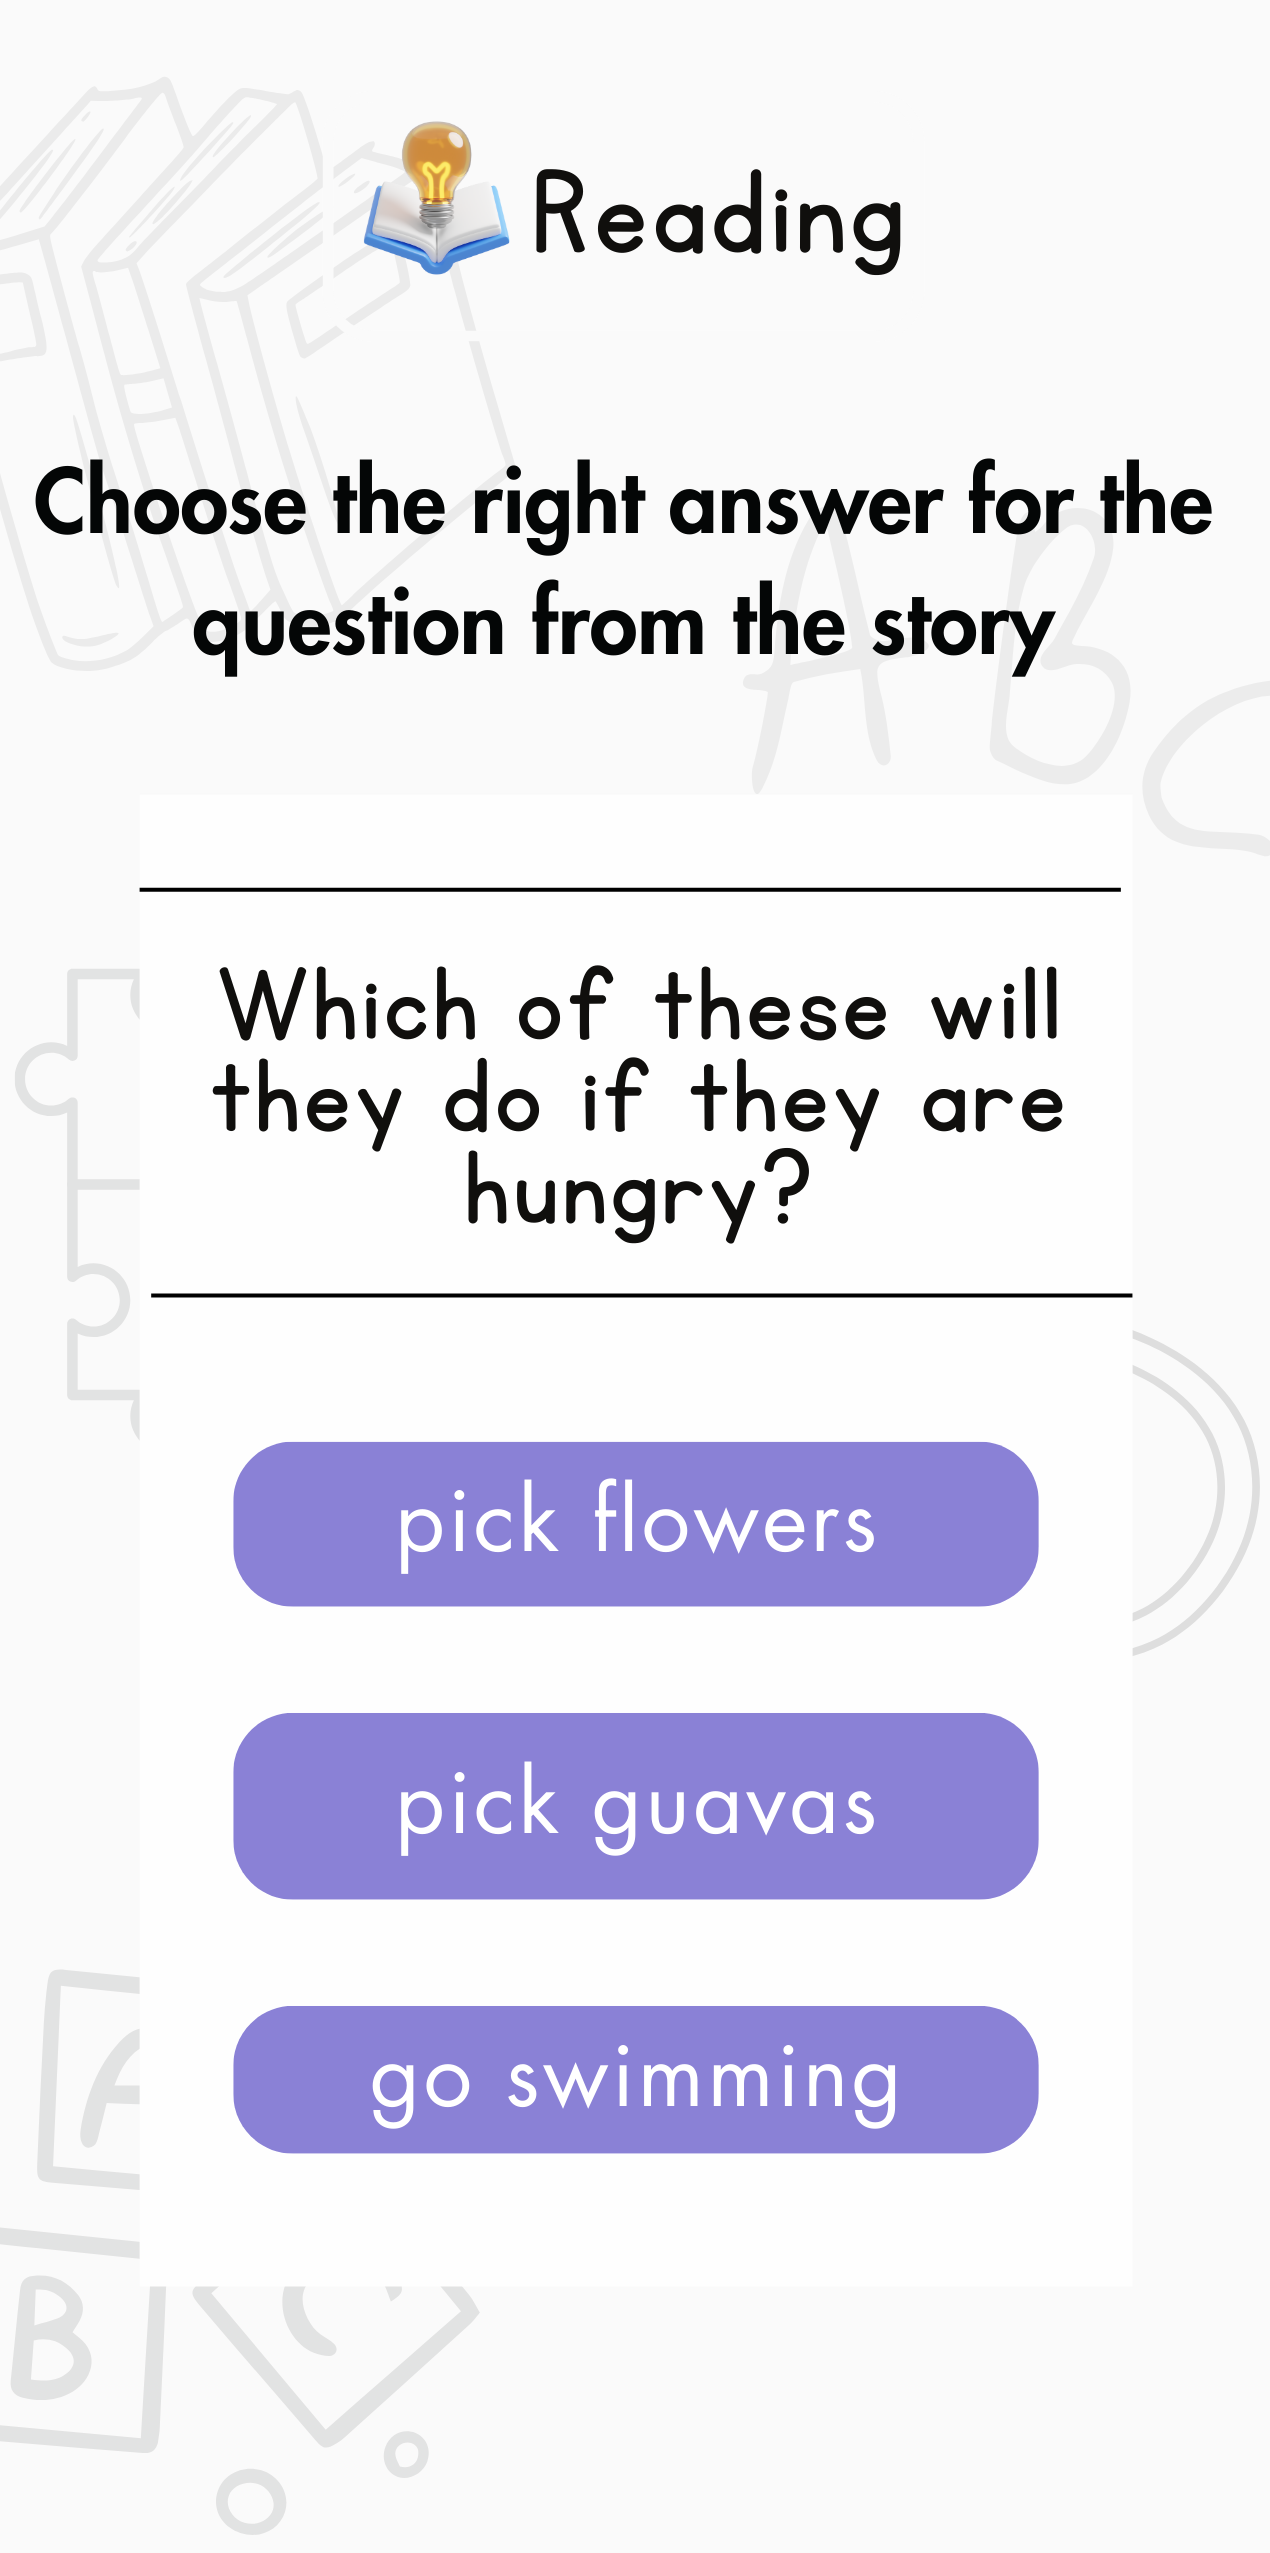 Reading
Choose the right answer for the
question from the story
A B
Which of these will
they do if they are
hungry?
pick flowers
pick guavas
go swimming
A
B
C